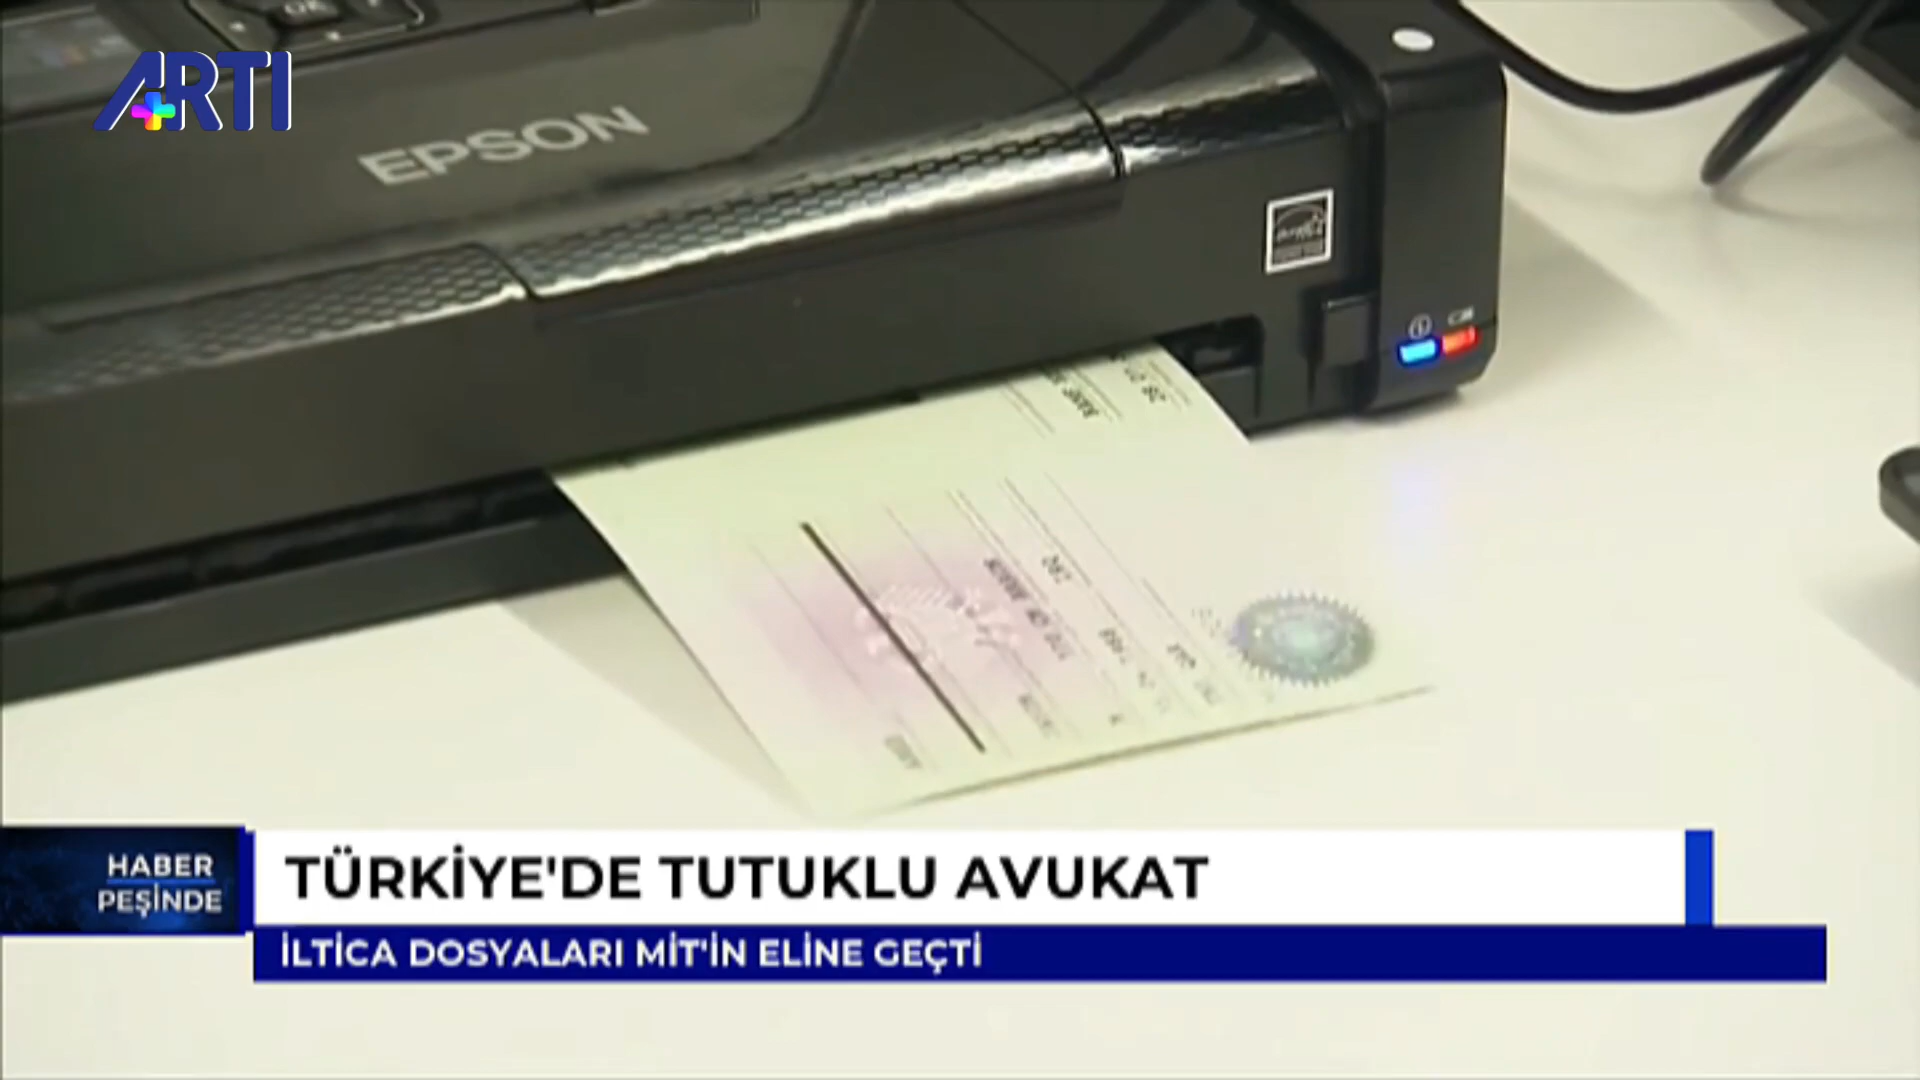 ARTI
EPSON
HABER
PEŞİNDE
TÜRKİYE'DE TUTUKLU AVUKAT
İLTİCA DOSYALARI MİT'İN ELİNE GEÇTİ